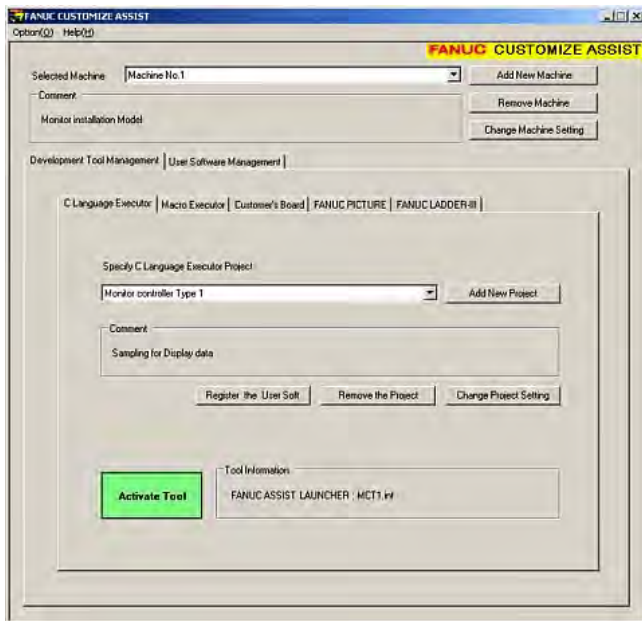 FANUC CUSTOMIZE ASSIST
Option(O) Help(H)
FANUC CUSTOMIZE ASSIST
Selected Machine Machine No.1 Add New Machine
Comment Remove Machine
Monitor installation Model
Change Machine Setting
Development Tool Management User Software Management
C Language Executor Macro Executor Customer's Board FANUC PICTURE FANUC LADDER-III
Specify C Language Executor Project
Monitor controller Type 1 Add New Project
Comment
Sampling for Display data
Register the User Soft Remove the Project Change Project Setting
Tool Information
Activate Tool FANUC ASSIST LAUNCHER : MCT1.inf